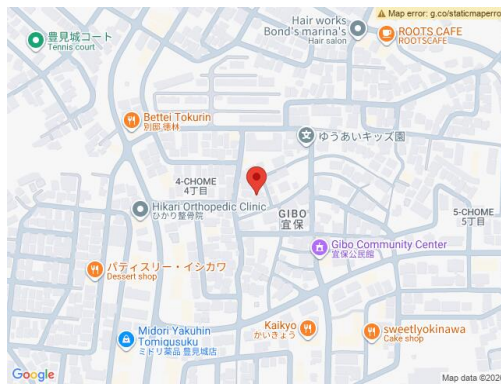 Map error: g.co/staticmaperro
Hair works
Bond's marina's
Hair salon
ROOTS CAFE
ROOTSCAFE
豊見城コート
Tennis court
Bettei Tokurin
別邸 徳林
ゆうあいキッズ園
4-CHOME
4丁目
Hikari Orthopedic Clinic
ひかり整骨院
GIBO
宜保
5-CHOME
5丁目
Gibo Community Center
宜保公民館
パティスリー・イシカワ
Dessert shop
Midori Yakuhin
Tomigusuku
ミドリ薬品 豊見城店
Kaikyo
かいきょう
sweetlyokinawa
Cake shop
Google
Map data ©202